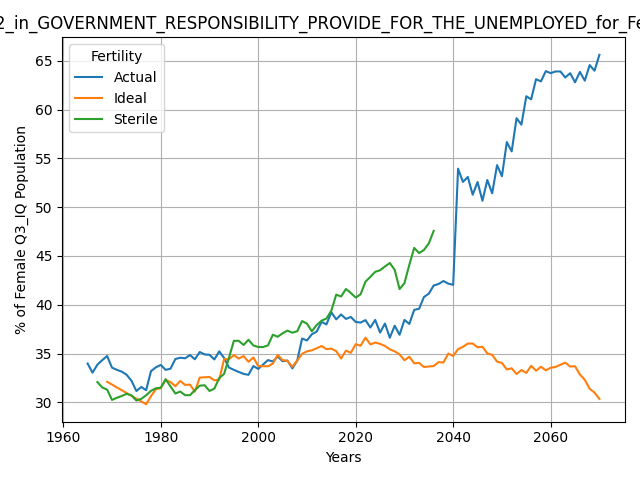 2_in_GOVERNMENT_RESPONSIBILITY_PROVIDE_FOR_THE_UNEMPLOYED_for_Fe
Fertility
Actual
Ideal
Sterile
% of Female Q3_IQ Population
65
60
55
50
45
40
35
30
1960 1980 2000 2020 2040 2060
Years